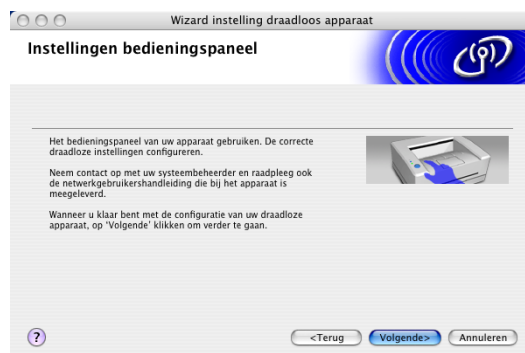 Wizard instelling draadloos apparaat
Instellingen bedieningspaneel
Het bedieningspaneel van uw apparaat gebruiken. De correcte
draadloze instellingen configureren.
Neem contact op met uw systeembeheerder en raadpleeg ook
de netwerkgebruikershandleiding die bij het apparaat is
meegeleverd.
Wanneer u klaar bent met de configuratie van uw draadloze
apparaat, op 'Volgende' klikken om verder te gaan.
?
<Terug
Volgende>
Annuleren